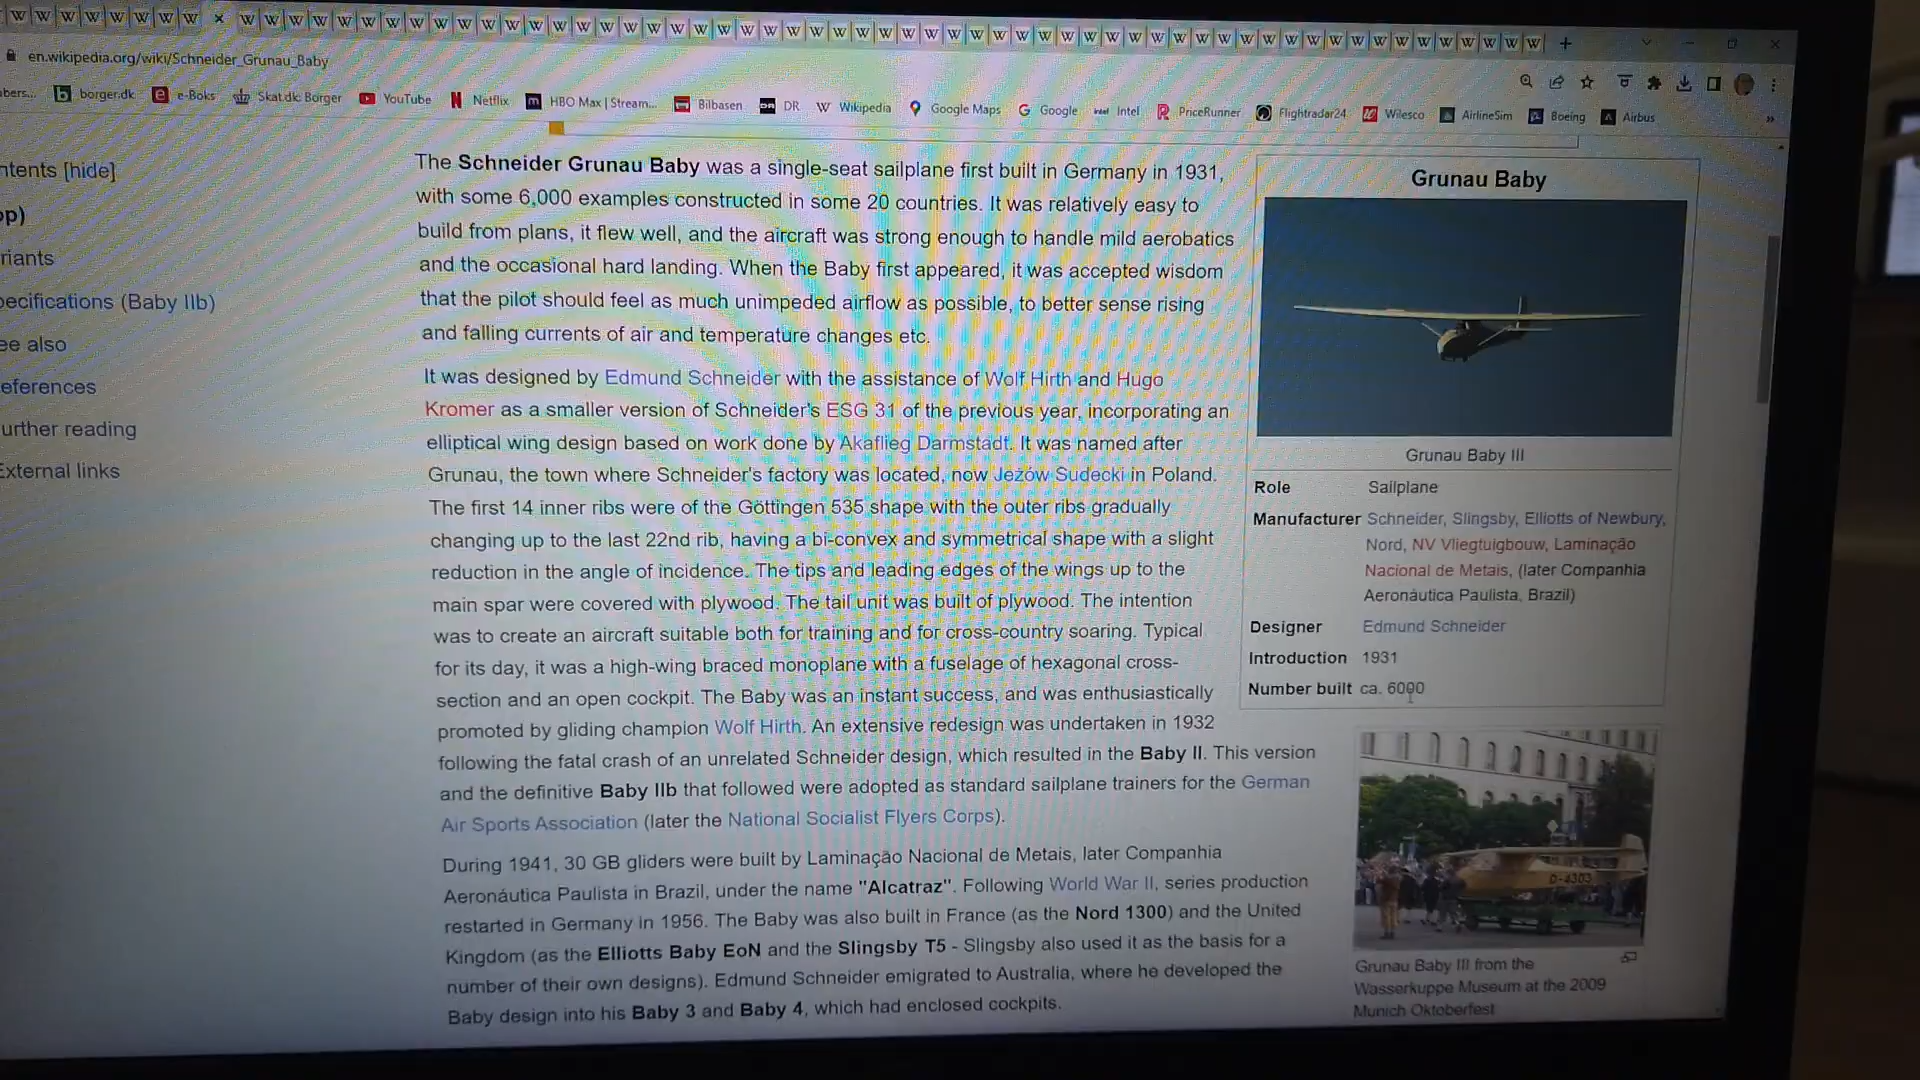 en.wikipedia.org/wiki/Schneider_Grunau_Baby
bers... borger.dk e-Boks Skat.dk: Borger YouTube Netflix HBO Max | Stream... Bilbasen DR Wikipedia Google Maps Google Intel PriceRunner Flightradar24 Wilesco AirlineSim Boeing Airbus »
ntents [hide]
op)
riants
pecifications (Baby IIb)
ee also
eferences
urther reading
External links
The Schneider Grunau Baby was a single-seat sailplane first built in Germany in 1931,
with some 6,000 examples constructed in some 20 countries. It was relatively easy to
build from plans, it flew well, and the aircraft was strong enough to handle mild aerobatics
and the occasional hard landing. When the Baby first appeared, it was accepted wisdom
that the pilot should feel as much unimpeded airflow as possible, to better sense rising
and falling currents of air and temperature changes etc.
It was designed by Edmund Schneider with the assistance of Wolf Hirth and Hugo
Kromer as a smaller version of Schneider's ESG 31 of the previous year, incorporating an
elliptical wing design based on work done by Akaflieg Darmstadt. It was named after
Grunau, the town where Schneider's factory was located, now Jeżów Sudecki in Poland.
The first 14 inner ribs were of the Göttingen 535 shape with the outer ribs gradually
changing up to the last 22nd rib, having a bi-convex and symmetrical shape with a slight
reduction in the angle of incidence. The tips and leading edges of the wings up to the
main spar were covered with plywood. The tail unit was built of plywood. The intention
was to create an aircraft suitable both for training and for cross-country soaring. Typical
for its day, it was a high-wing braced monoplane with a fuselage of hexagonal cross-
section and an open cockpit. The Baby was an instant success, and was enthusiastically
promoted by gliding champion Wolf Hirth. An extensive redesign was undertaken in 1932
following the fatal crash of an unrelated Schneider design, which resulted in the Baby II. This version
and the definitive Baby IIb that followed were adopted as standard sailplane trainers for the German
Air Sports Association (later the National Socialist Flyers Corps).
During 1941, 30 GB gliders were built by Laminação Nacional de Metais, later Companhia
Aeronáutica Paulista in Brazil, under the name "Alcatraz". Following World War II, series production
restarted in Germany in 1956. The Baby was also built in France (as the Nord 1300) and the United
Kingdom (as the Elliotts Baby EoN and the Slingsby T5 - Slingsby also used it as the basis for a
number of their own designs). Edmund Schneider emigrated to Australia, where he developed the
Baby design into his Baby 3 and Baby 4, which had enclosed cockpits.
Grunau Baby
Grunau Baby III
Role Sailplane
Manufacturer Schneider, Slingsby, Elliotts of Newbury,
Nord, NV Vliegtuigbouw, Laminação
Nacional de Metais, (later Companhia
Aeronáutica Paulista, Brazil)
Designer Edmund Schneider
Introduction 1931
Number built ca. 6000
D-4303
Grunau Baby III from the
Wasserkuppe Museum at the 2009
Munich Oktoberfest